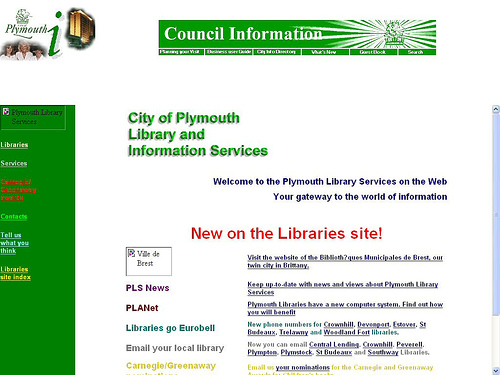 Plymouth i
Council Information
Planning your Visit Business users Guide City Info Directory What's New Guest Book Search
Plymouth Library
Services
Libraries
Services
Contacts
Tell us
what you
think
Libraries
site index
City of Plymouth
Library and
Information Services
Welcome to the Plymouth Library Services on the Web
Your gateway to the world of information
New on the Libraries site!
Ville de
Brest
Visit the website of the Biblioth?ques Municipales de Brest, our
twin city in Brittany.
PLS News
Keep up-to-date with news and views about Plymouth Library
Services
PLANet
Plymouth Libraries have a new computer system. Find out how
you will benefit
Libraries go Eurobell
New phone numbers for Crownhill, Devonport, Estover, St
Budeaux, Trelawny and Woodland Fort libraries.
Email your local library
Now you can email Central Lending, Crownhill, Peverell,
Plympton, Plymstock, St Budeaux and Southway Libraries.
Carnegie/Greenaway
Email us your nominations for the Carnegie and Greenaway